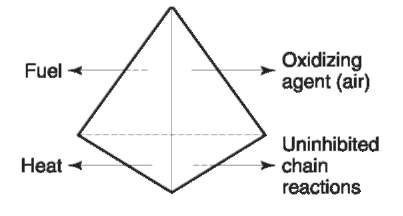 Fuel
Oxidizing
agent (air)
Heat
Uninhibited
chain
reactions